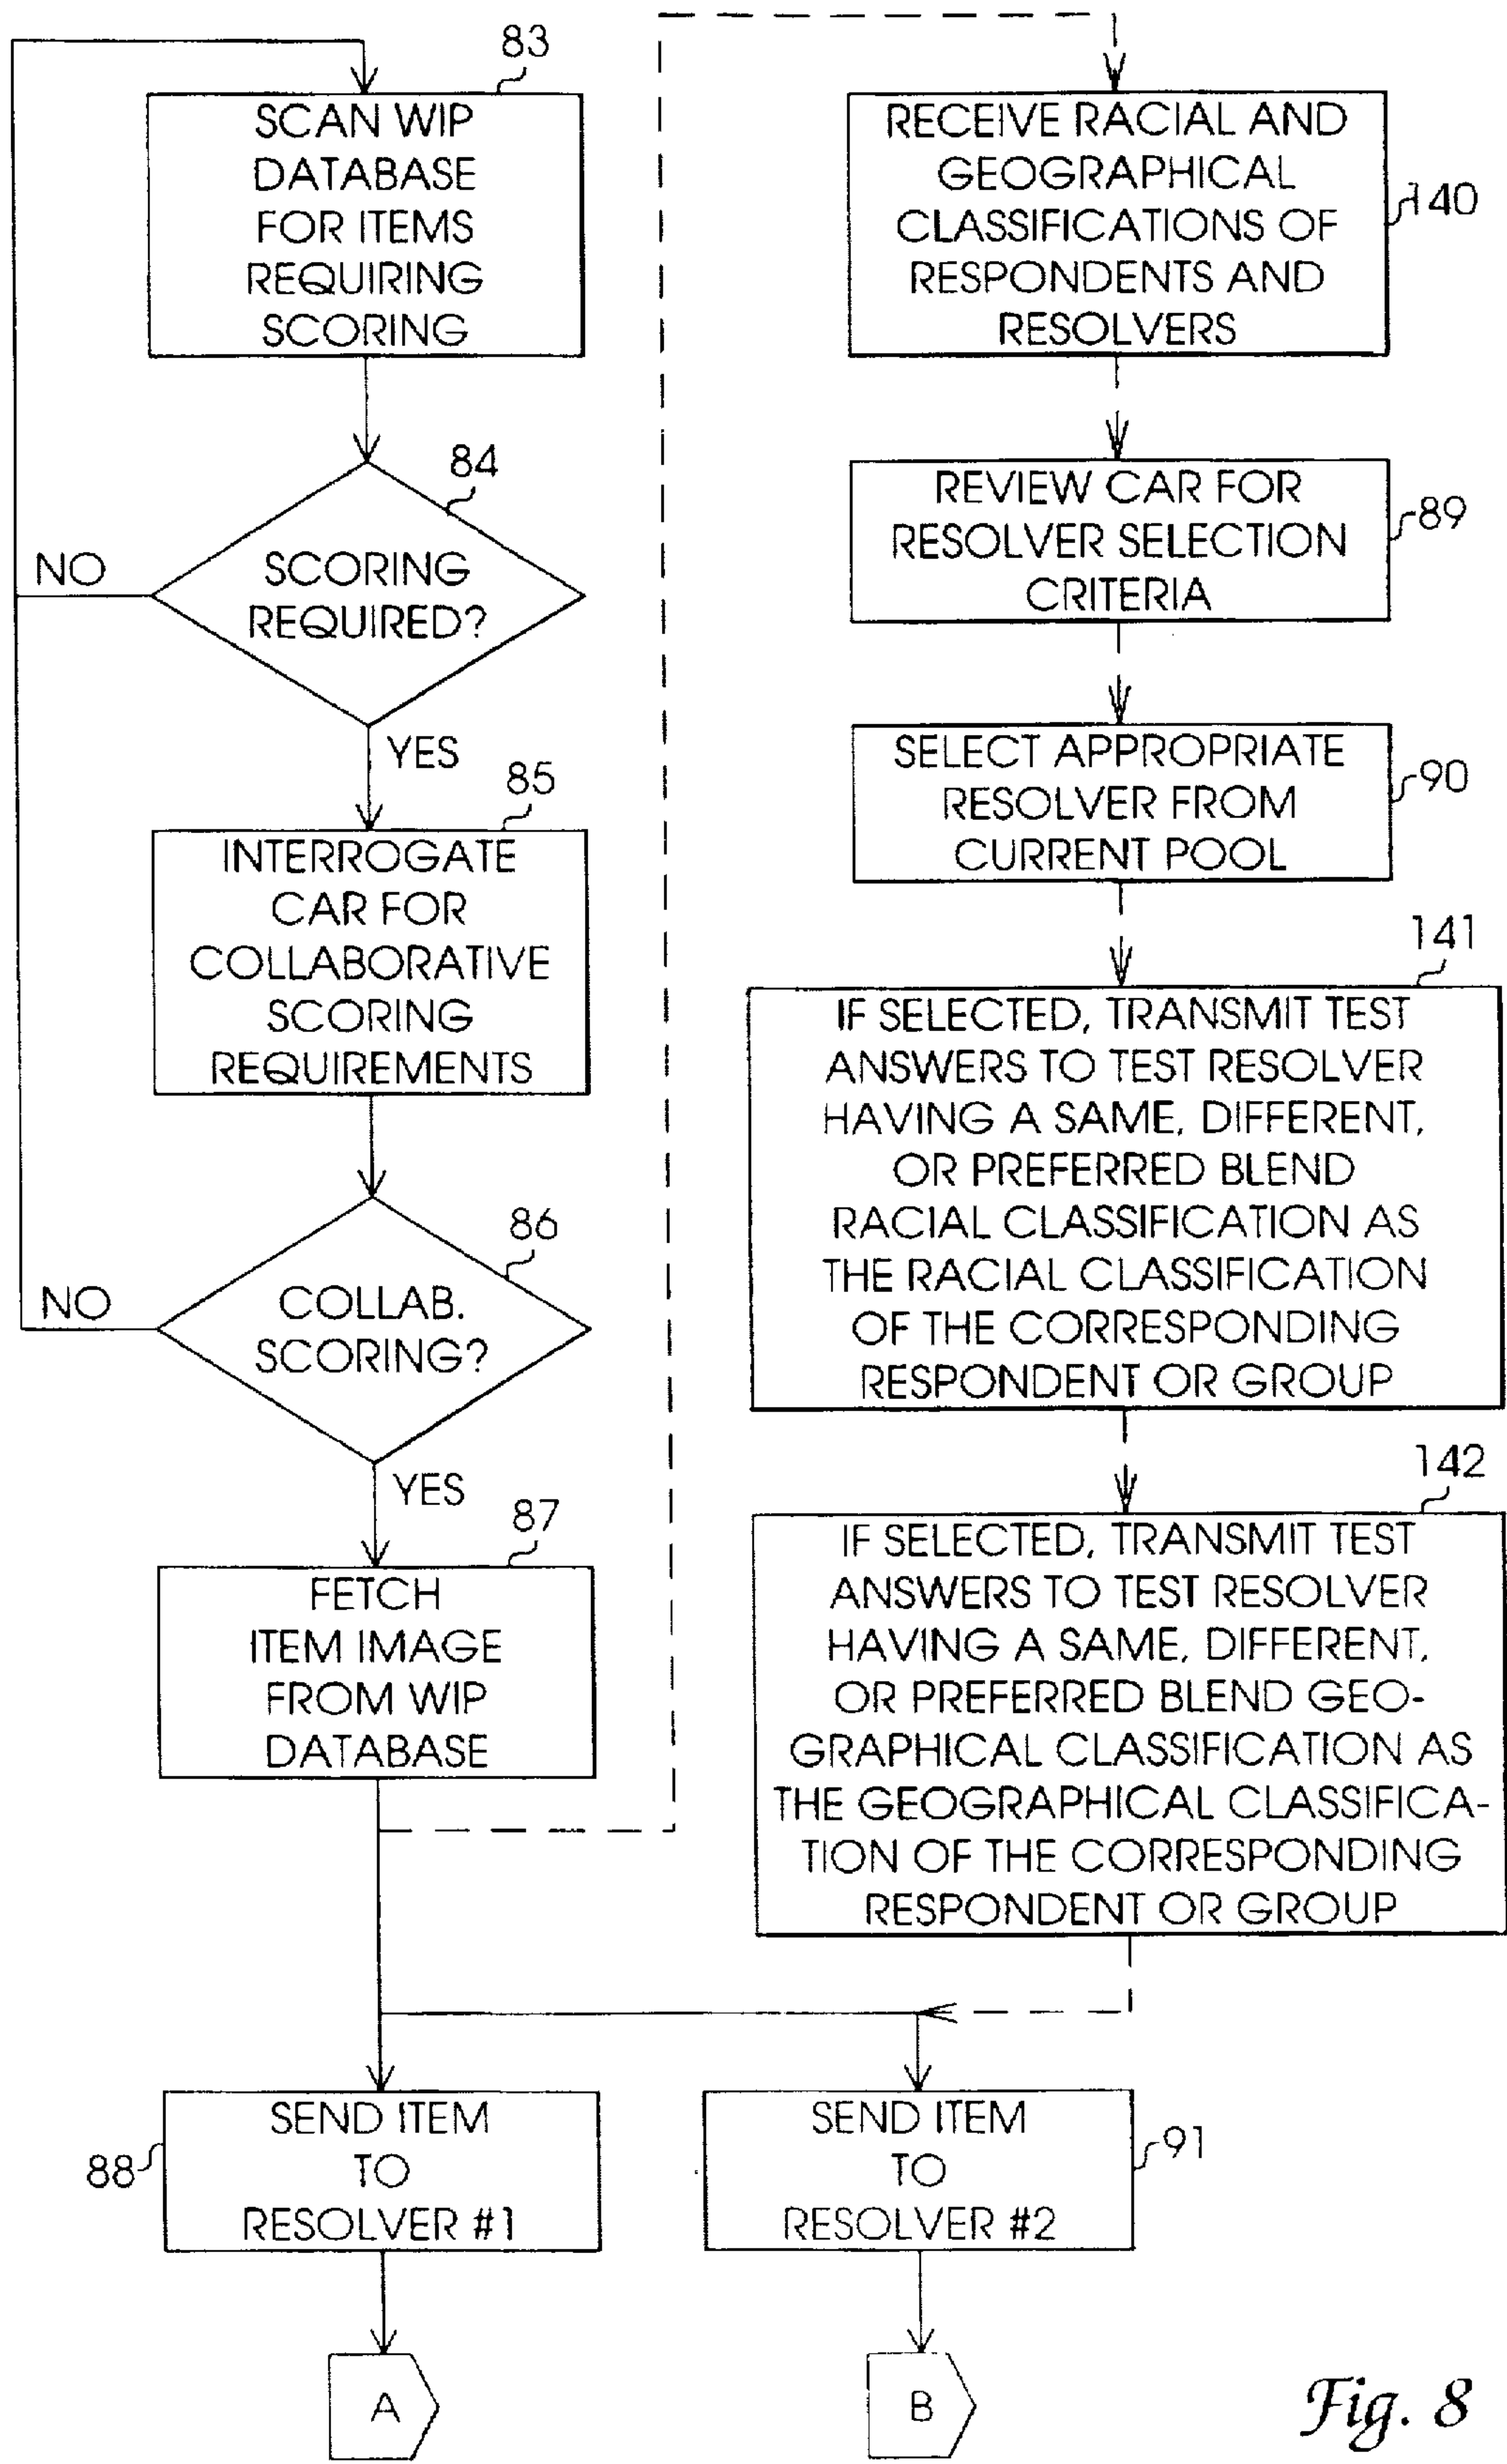 83
SCAN WIP
DATABASE
FOR ITEMS
REQUIRING
SCORING
84
SCORING
REQUIRED?
NO
YES
85
INTERROGATE
CAR FOR
COLLABORATIVE
SCORING
REQUIREMENTS
86
COLLAB.
SCORING?
NO
YES
87
FETCH
ITEM IMAGE
FROM WIP
DATABASE
RECEIVE RACIAL AND
GEOGRAPHICAL
CLASSIFICATIONS OF
RESPONDENTS AND
RESOLVERS
140
REVIEW CAR FOR
RESOLVER SELECTION
CRITERIA
89
SELECT APPROPRIATE
RESOLVER FROM
CURRENT POOL
90
141
IF SELECTED, TRANSMIT TEST
ANSWERS TO TEST RESOLVER
HAVING A SAME, DIFFERENT,
OR PREFERRED BLEND
RACIAL CLASSIFICATION AS
THE RACIAL CLASSIFICATION
OF THE CORRESPONDING
RESPONDENT OR GROUP
142
IF SELECTED, TRANSMIT TEST
ANSWERS TO TEST RESOLVER
HAVING A SAME, DIFFERENT,
OR PREFERRED BLEND GEO-
GRAPHICAL CLASSIFICATION AS
THE GEOGRAPHICAL CLASSIFICA-
TION OF THE CORRESPONDING
RESPONDENT OR GROUP
88
SEND ITEM
TO
RESOLVER #1
SEND ITEM
TO
RESOLVER #2
91
A
B
Fig. 8